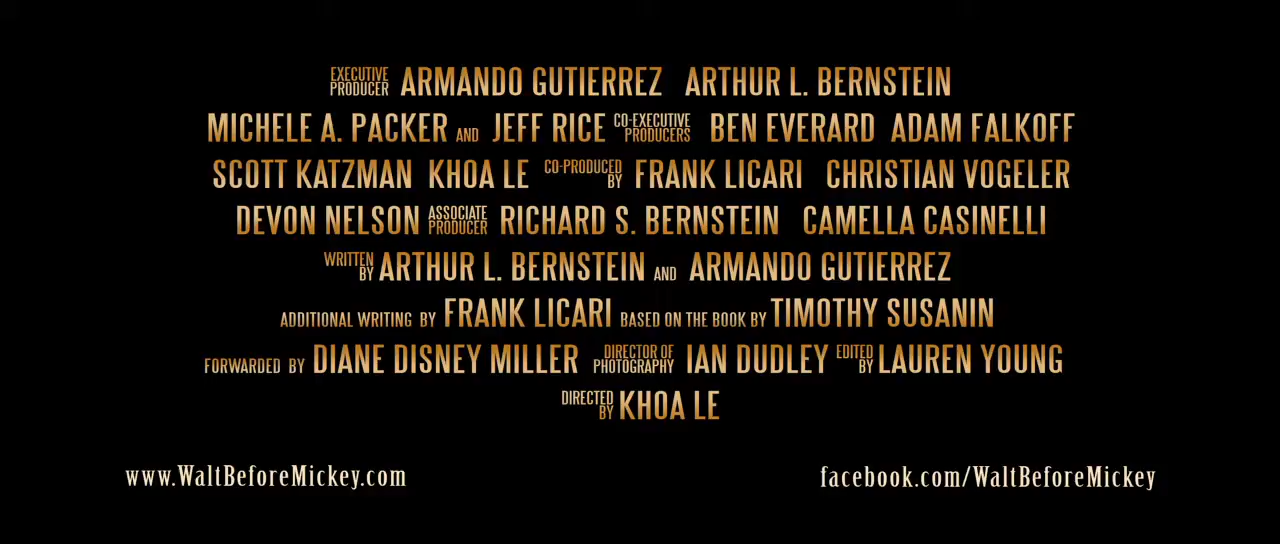 EXECUTIVE PRODUCER ARMANDO GUTIERREZ ARTHUR L. BERNSTEIN
MICHELE A. PACKER AND JEFF RICE CO-EXECUTIVE PRODUCERS BEN EVERARD ADAM FALKOFF
SCOTT KATZMAN KHOA LE CO-PRODUCED BY FRANK LICARI CHRISTIAN VOGELER
DEVON NELSON ASSOCIATE PRODUCER RICHARD S. BERNSTEIN CAMELLA CASINELLI
WRITTEN BY ARTHUR L. BERNSTEIN AND ARMANDO GUTIERREZ
ADDITIONAL WRITING BY FRANK LICARI BASED ON THE BOOK BY TIMOTHY SUSANIN
FORWARDED BY DIANE DISNEY MILLER DIRECTOR OF PHOTOGRAPHY IAN DUDLEY EDITED BY LAUREN YOUNG
DIRECTED BY KHOA LE
www.WaltBeforeMickey.com facebook.com/WaltBeforeMickey